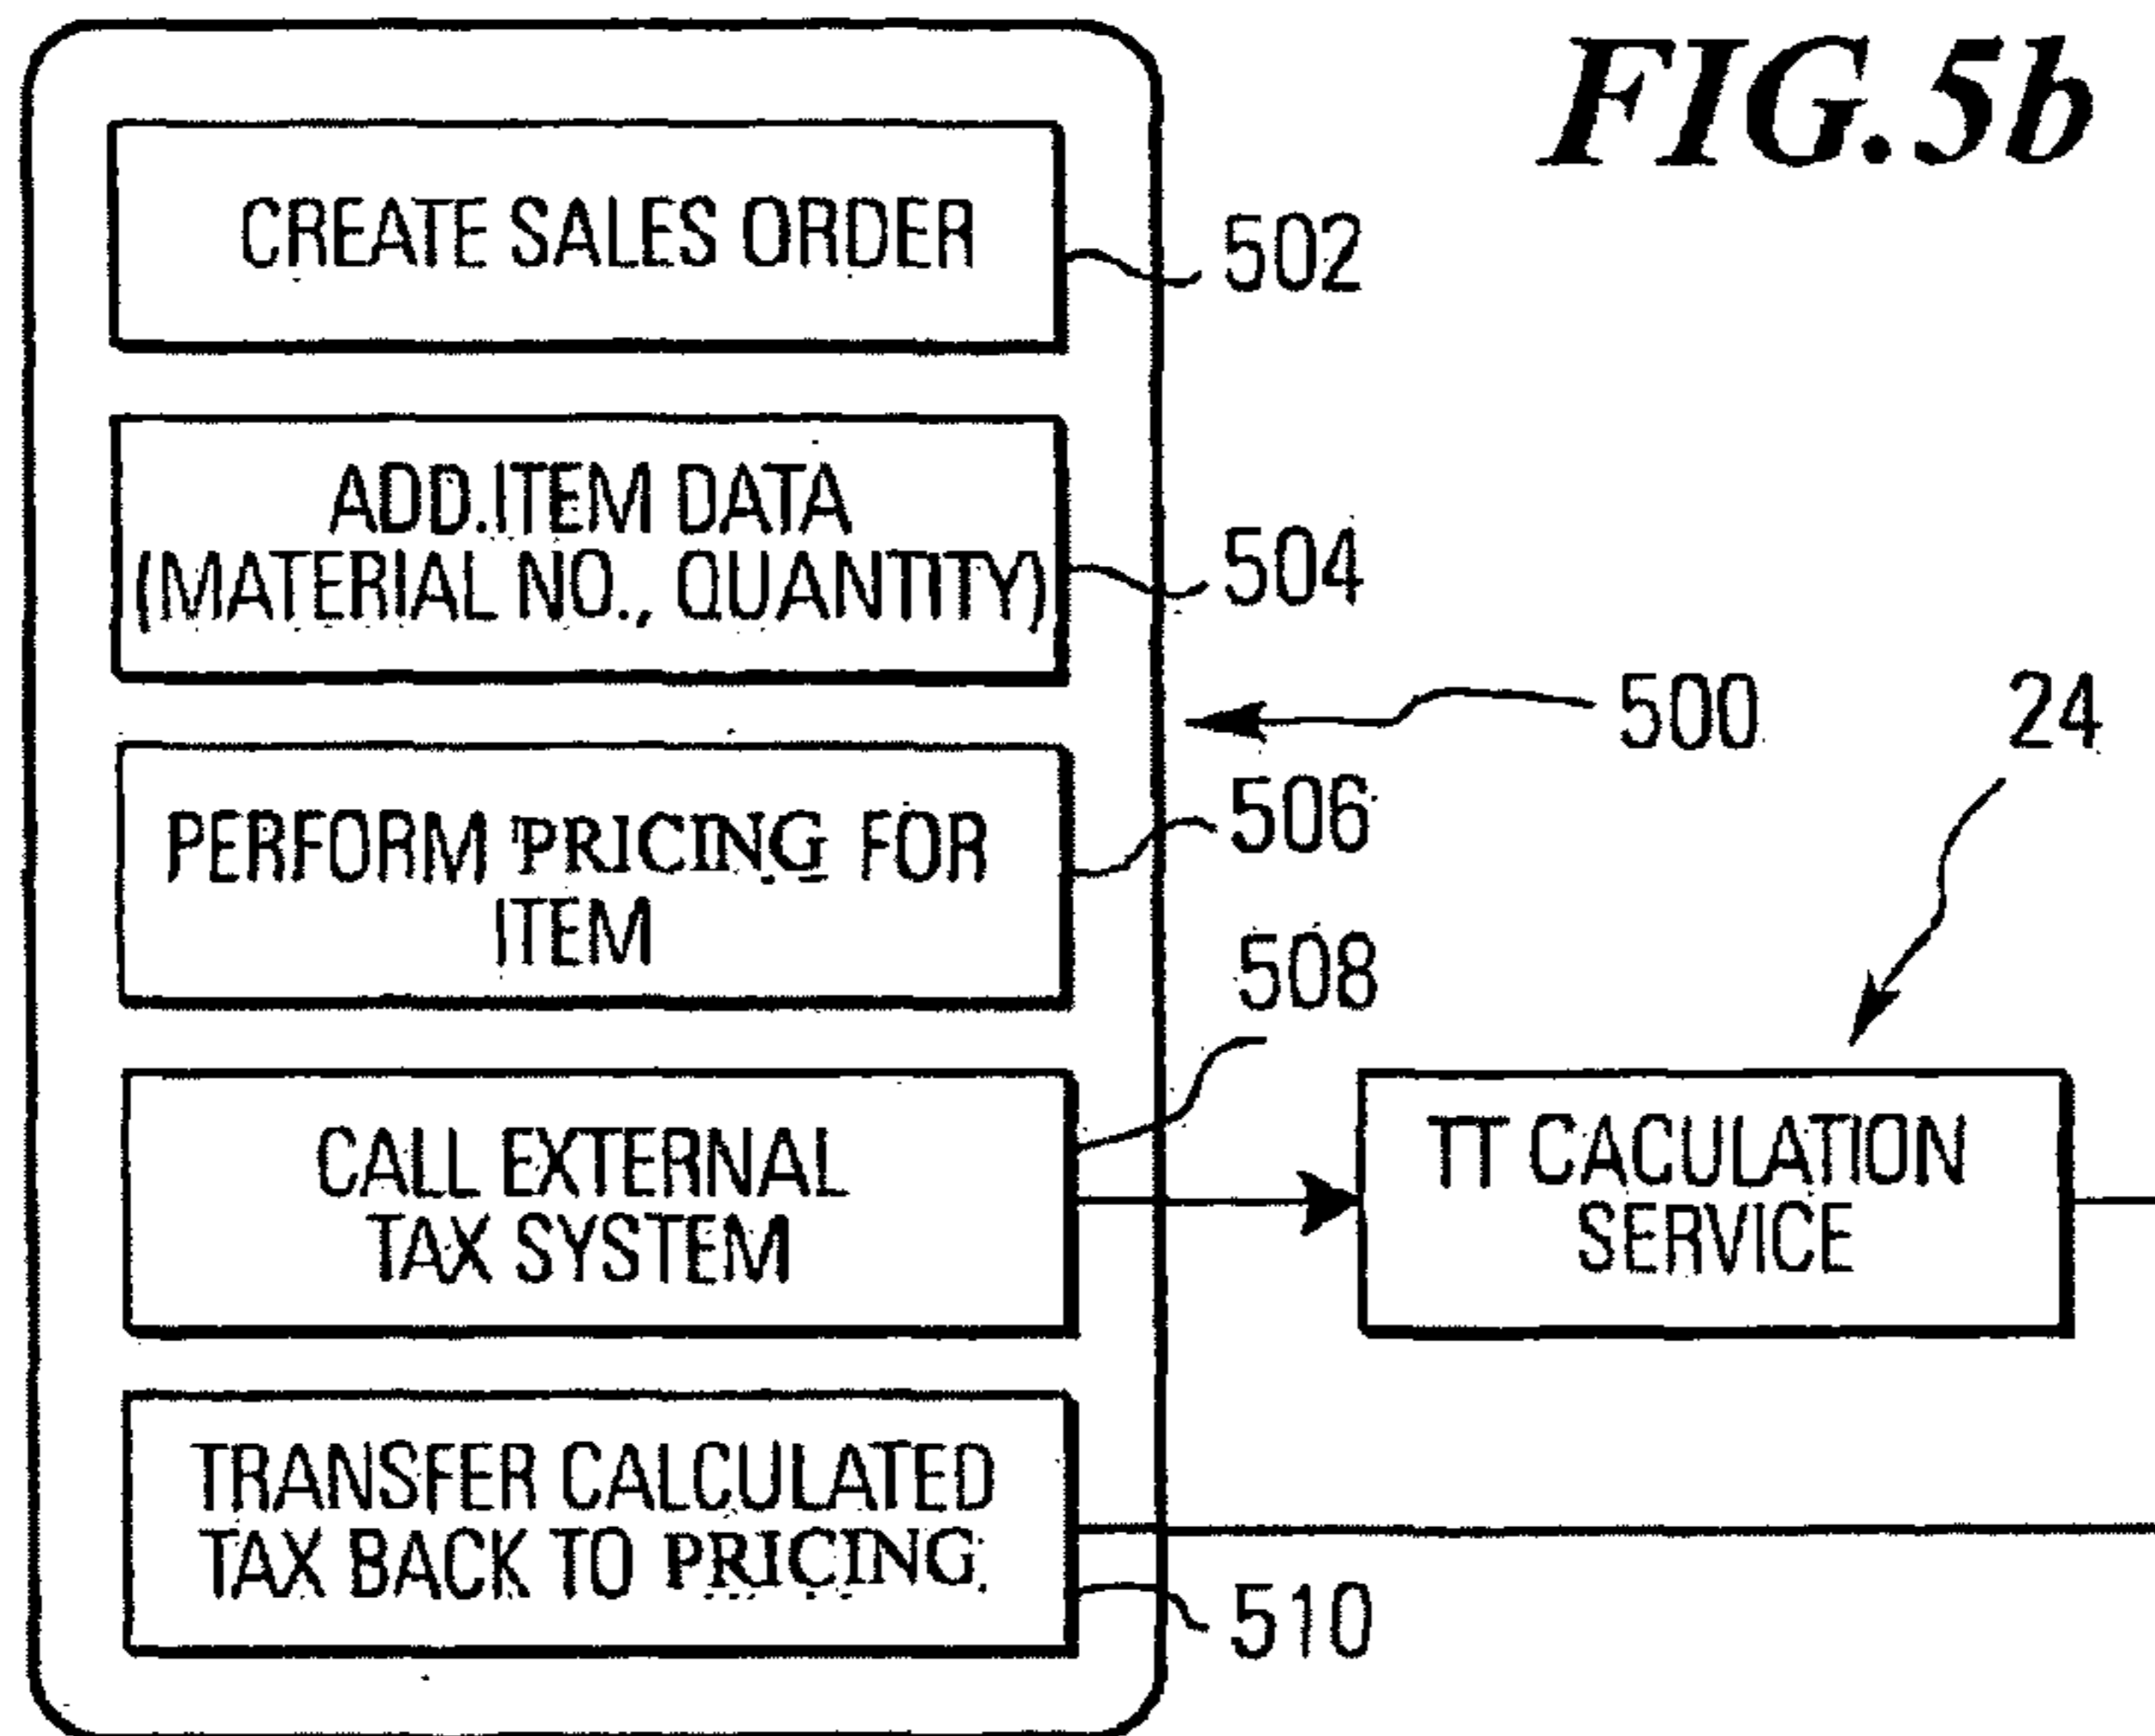 FIG.5b
CREATE SALES ORDER
502
ADD.ITEM DATA
(MATERIAL NO., QUANTITY)
504
500
24
PERFORM PRICING FOR
ITEM
506
508
CALL EXTERNAL
TAX SYSTEM
TT CACULATION
SERVICE
TRANSFER CALCULATED
TAX BACK TO PRICING
510